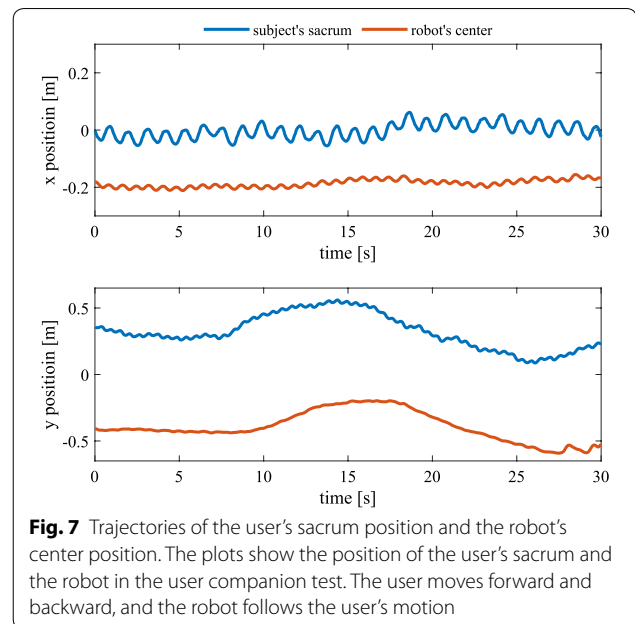 subject's sacrum robot's center
0.2
0
-0.2
x positioin [m]
0 5 10 15 20 25 30
time [s]
0.5
0
-0.5
y positioin [m]
0 5 10 15 20 25 30
time [s]
Fig. 7 Trajectories of the user's sacrum position and the robot's
center position. The plots show the position of the user's sacrum and
the robot in the user companion test. The user moves forward and
backward, and the robot follows the user's motion